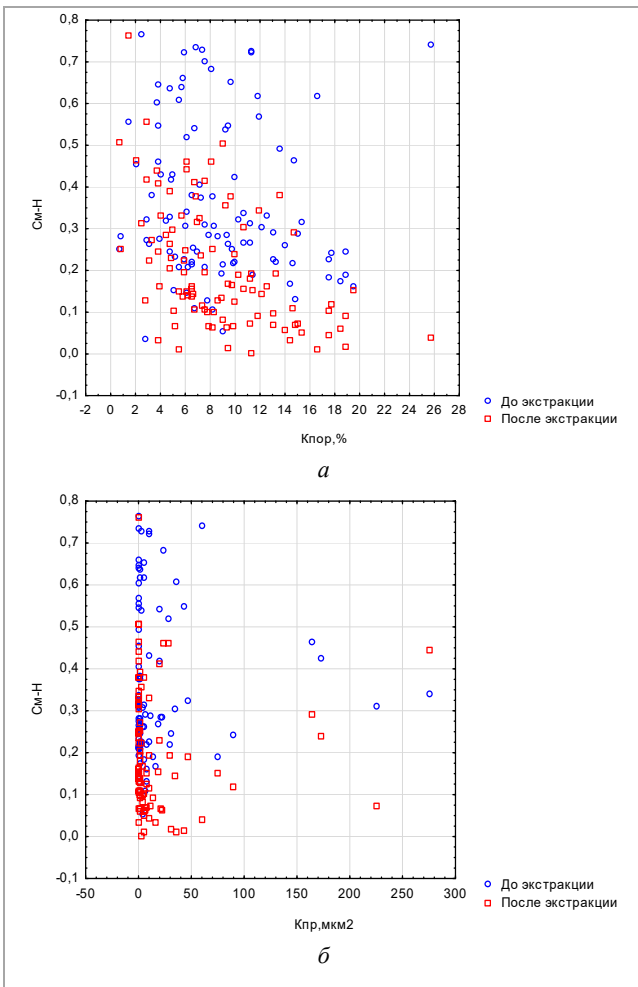 0,8
0,7
0,6
0,5
0,4
0,3
0,2
0,1
0,0
-0,1
См-Н
-2 0 2 4 6 8 10 12 14 16 18 20 22 24 26 28
Кпор,%
До экстракции
После экстракции
а
0,8
0,7
0,6
0,5
0,4
0,3
0,2
0,1
0,0
-0,1
См-Н
-50 0 50 100 150 200 250 300
Кпр,мкм2
До экстракции
После экстракции
б